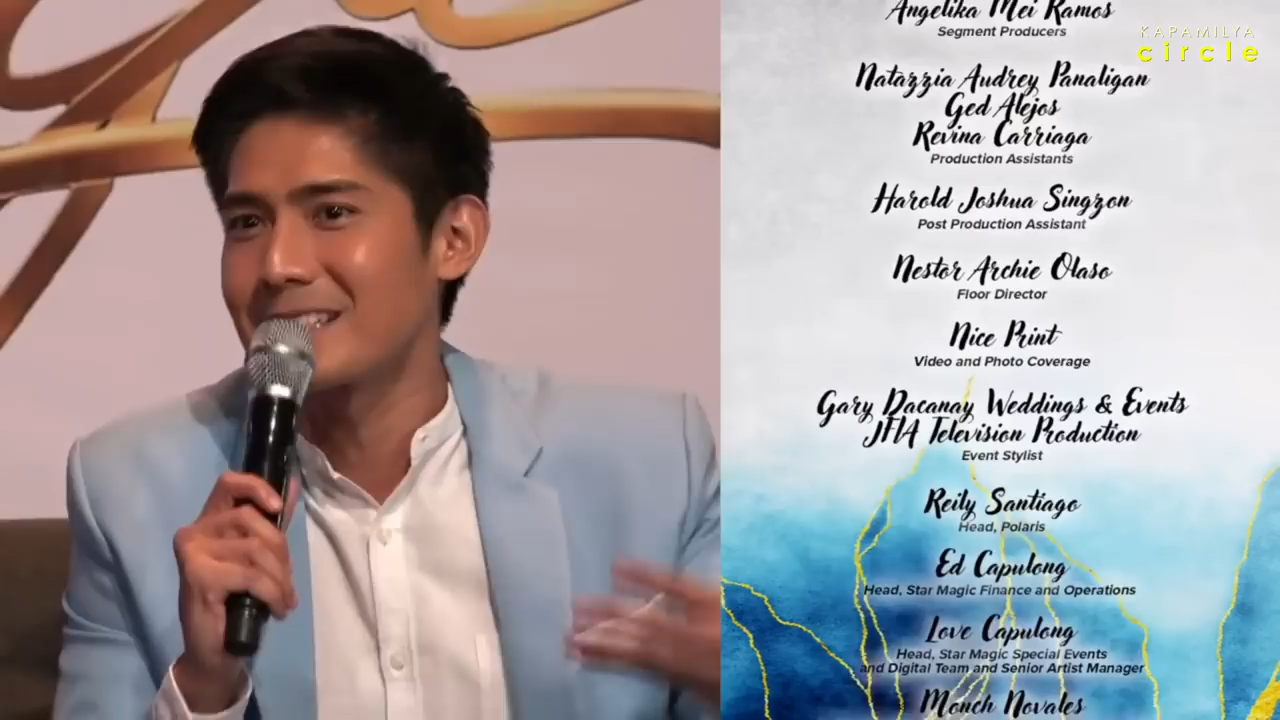 Angelika Mei Ramos
Segment Producers
KAPAMILYA
circle
Natazzia Audrey Panaligan
Ged Alejos
Revina Carriaga
Production Assistants
Harold Joshua Singzon
Post Production Assistant
Nestor Archie Olaso
Floor Director
Nice Print
Video and Photo Coverage
Gary Dacanay Weddings & Events
JFIA Television Production
Event Stylist
Reily Santiago
Head, Polaris
Ed Capulong
Head, Star Magic Finance and Operations
Love Capulong
Head, Star Magic Special Events
and Digital Team and Senior Artist Manager
Monch Novales